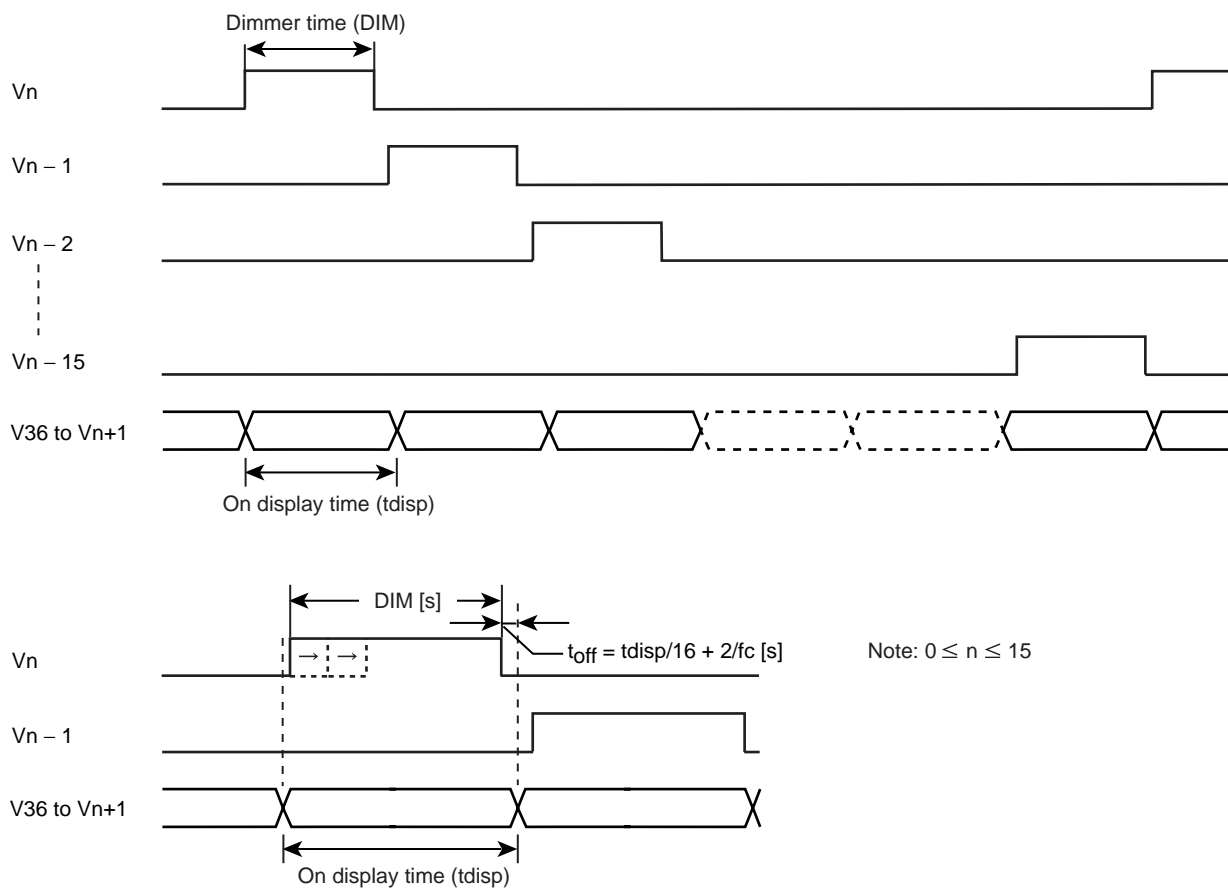 Dimmer time (DIM)
Vn
Vn – 1
Vn – 2
Vn – 15
V36 to Vn+1
On display time (tdisp)
DIM [s]
Vn
→ →
toff = tdisp/16 + 2/fc [s]
Note: 0 ≤ n ≤ 15
Vn – 1
V36 to Vn+1
On display time (tdisp)